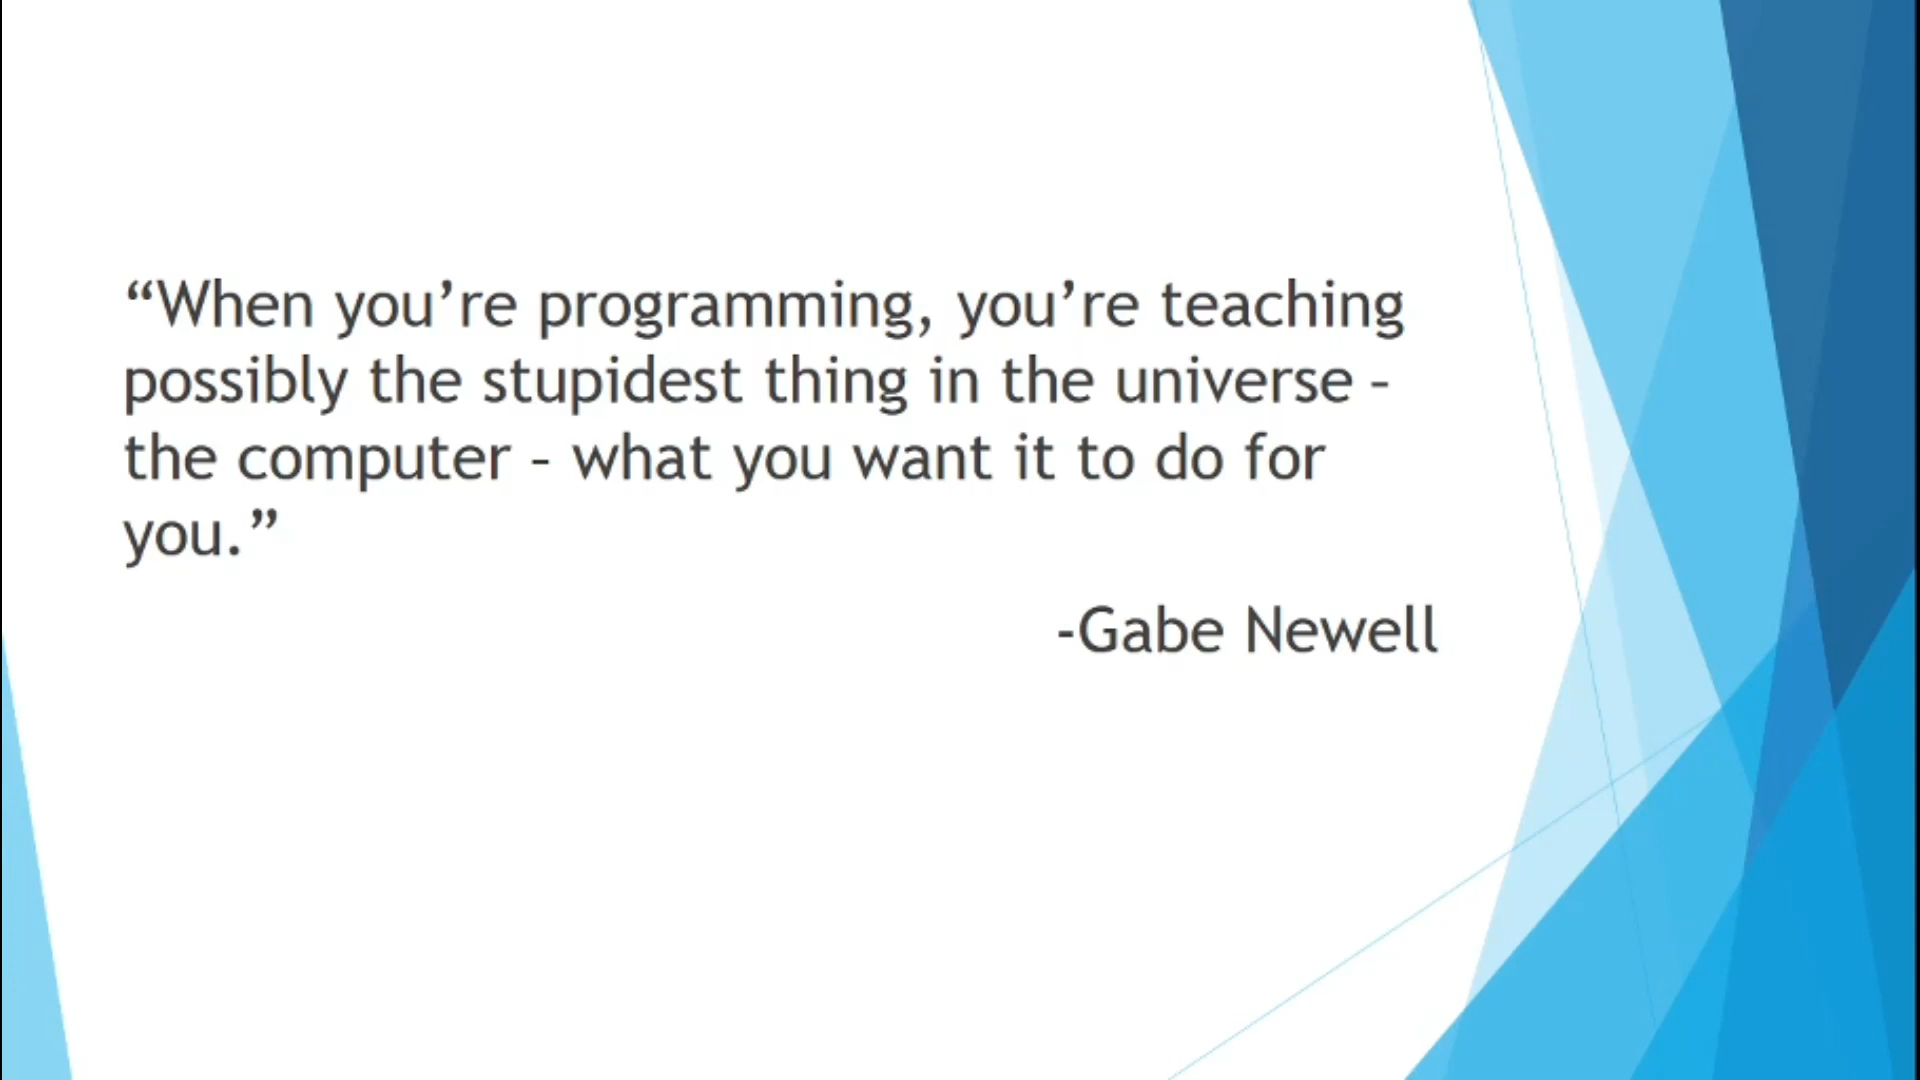 “When you’re programming, you’re teaching
possibly the stupidest thing in the universe –
the computer – what you want it to do for
you.”
-Gabe Newell